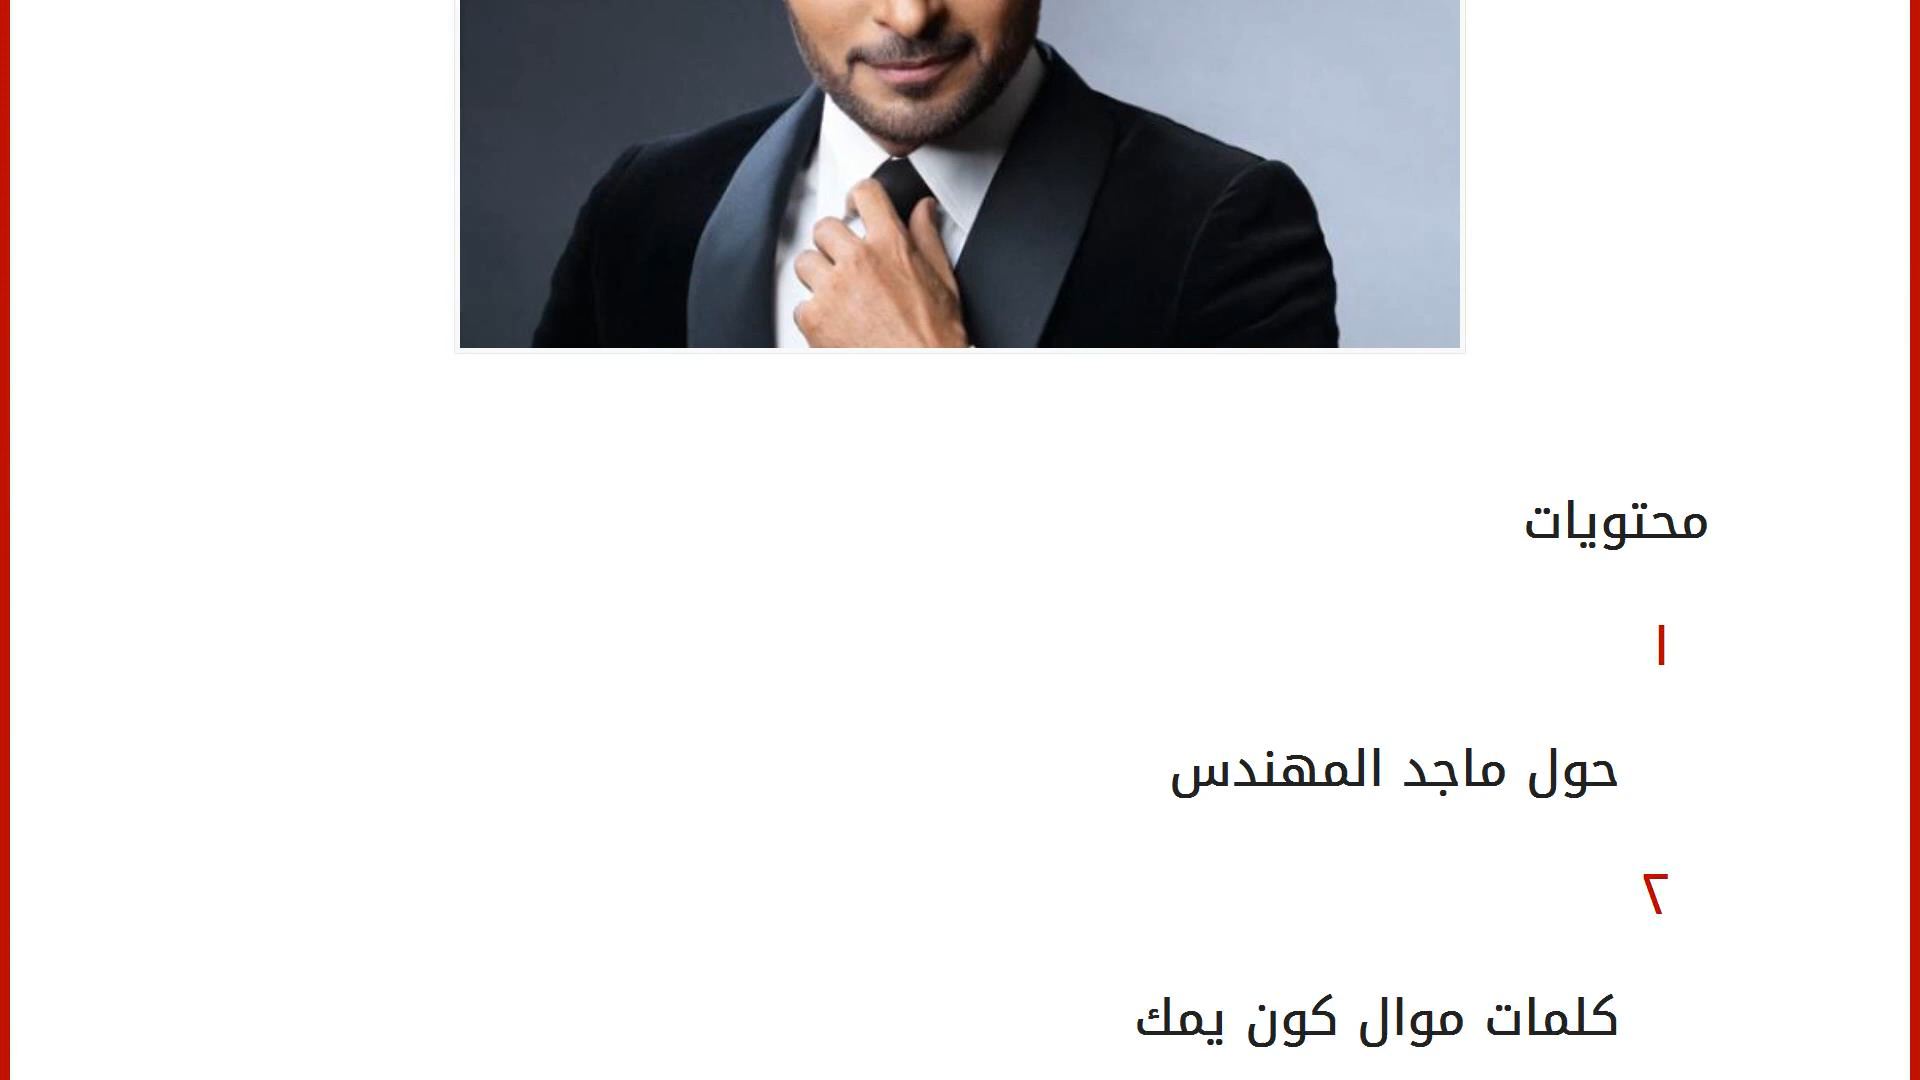 محتويات
١
حول ماجد المهندس
٢
كلمات موال كون يمك